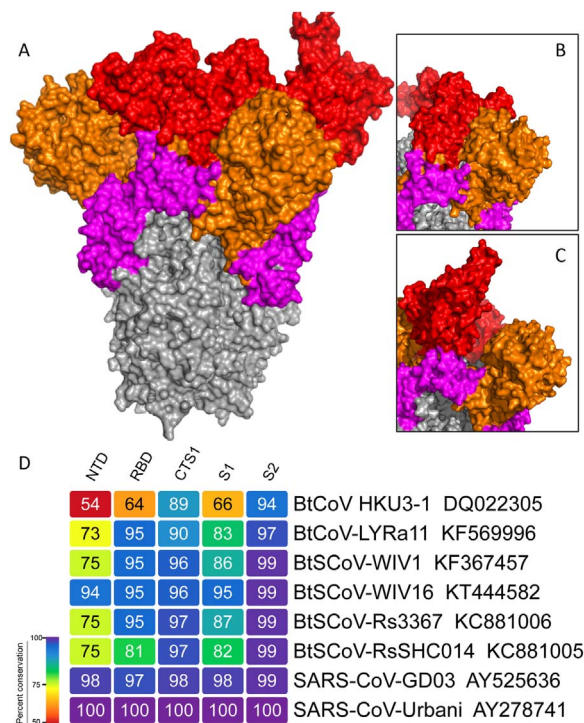 A
B
C
D
NTD RBD CTS1 S1 S2
54 64 89 66 94 BtCoV HKU3-1 DQ022305
73 95 90 83 97 BtCoV-LYRa11 KF569996
75 95 96 86 99 BtSCoV-WIV1 KF367457
94 95 96 95 99 BtSCoV-WIV16 KT444582
75 95 97 87 99 BtSCoV-Rs3367 KC881006
75 81 97 82 99 BtSCoV-RsSHC014 KC881005
98 97 98 98 99 SARS-CoV-GD03 AY525636
100 100 100 100 100 SARS-CoV-Urbani AY278741
Percent conservation
100
75
50